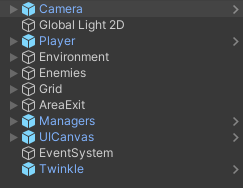 Camera
Global Light 2D
Player
Environment
Enemies
Grid
AreaExit
Managers
UICanvas
EventSystem
Twinkle